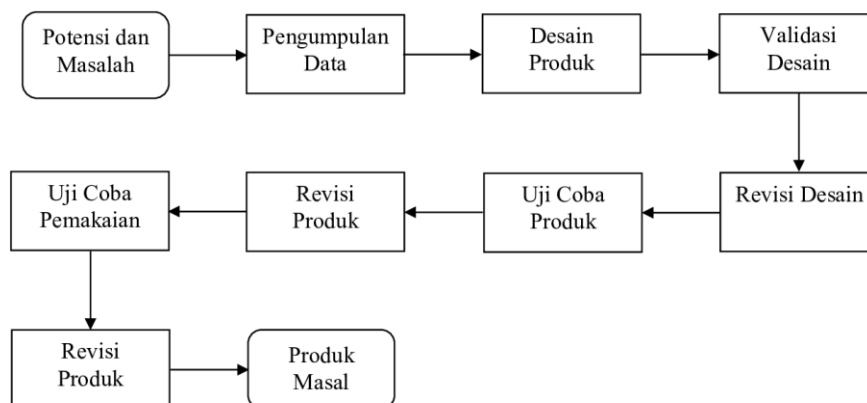 Potensi dan
Masalah
Pengumpulan
Data
Desain
Produk
Validasi
Desain
Revisi Desain
Uji Coba
Produk
Revisi
Produk
Uji Coba
Pemakaian
Revisi
Produk
Produk
Masal